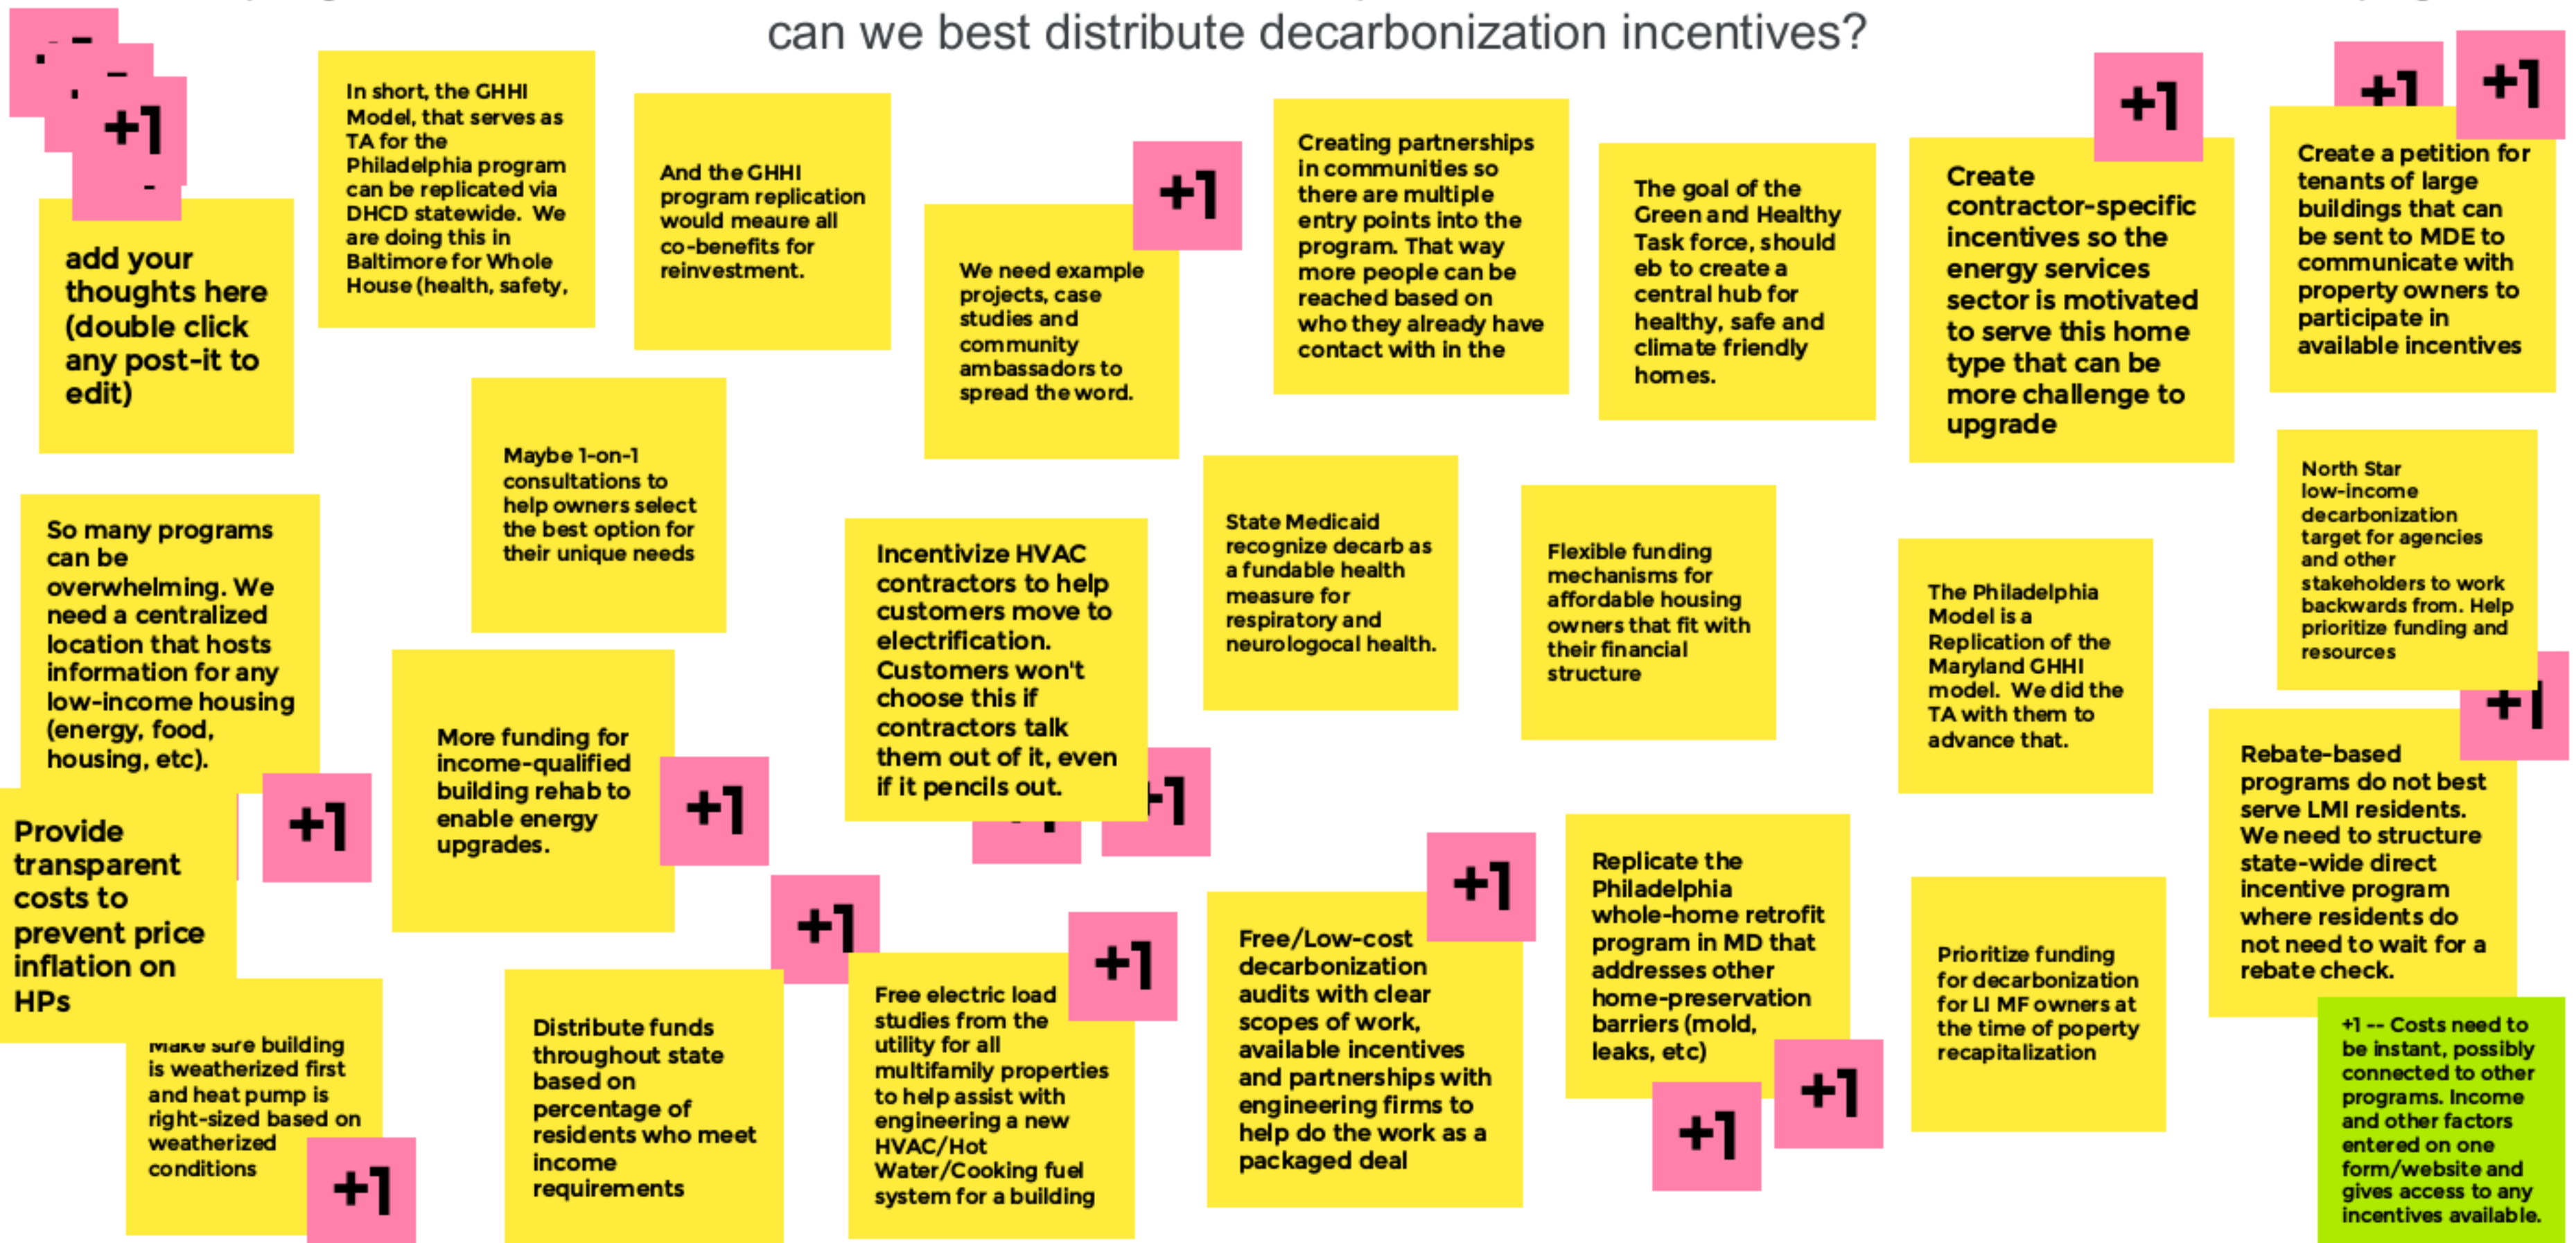 can we best distribute decarbonization incentives?
+1
add your
thoughts here
(double click
any post-it to
edit)
In short, the GHHI
Model, that serves as
TA for the
Philadelphia program
can be replicated via
DHCD statewide. We
are doing this in
Baltimore for Whole
House (health, safety,
And the GHHI
program replication
would meaure all
co-benefits for
reinvestment.
+1
We need example
projects, case
studies and
community
ambassadors to
spread the word.
Creating partnerships
in communities so
there are multiple
entry points into the
program. That way
more people can be
reached based on
who they already have
contact with in the
The goal of the
Green and Healthy
Task force, should
eb to create a
central hub for
healthy, safe and
climate friendly
homes.
+1
Create
contractor-specific
incentives so the
energy services
sector is motivated
to serve this home
type that can be
more challenge to
upgrade
+1
+1
Create a petition for
tenants of large
buildings that can
be sent to MDE to
communicate with
property owners to
participate in
available incentives
So many programs
can be
overwhelming. We
need a centralized
location that hosts
information for any
low-income housing
(energy, food,
housing, etc).
+1
Maybe 1-on-1
consultations to
help owners select
the best option for
their unique needs
Incentivize HVAC
contractors to help
customers move to
electrification.
Customers won't
choose this if
contractors talk
them out of it, even
if it pencils out.
+1
State Medicaid
recognize decarb as
a fundable health
measure for
respiratory and
neurologocal health.
Flexible funding
mechanisms for
affordable housing
owners that fit with
their financial
structure
The Philadelphia
Model is a
Replication of the
Maryland GHHI
model. We did the
TA with them to
advance that.
North Star
low-income
decarbonization
target for agencies
and other
stakeholders to work
backwards from. Help
prioritize funding and
resources
+1
Provide
transparent
costs to
prevent price
inflation on
HPs
More funding for
income-qualified
building rehab to
enable energy
upgrades.
+1
Rebate-based
programs do not best
serve LMI residents.
We need to structure
state-wide direct
incentive program
where residents do
not need to wait for a
rebate check.
Make sure building
is weatherized first
and heat pump is
right-sized based on
weatherized
conditions
+1
+1
Distribute funds
throughout state
based on
percentage of
residents who meet
income
requirements
+1
Free electric load
studies from the
utility for all
multifamily properties
to help assist with
engineering a new
HVAC/Hot
Water/Cooking fuel
system for a building
+1
Free/Low-cost
decarbonization
audits with clear
scopes of work,
available incentives
and partnerships with
engineering firms to
help do the work as a
packaged deal
Replicate the
Philadelphia
whole-home retrofit
program in MD that
addresses other
home-preservation
barriers (mold,
leaks, etc)
+1
+1
Prioritize funding
for decarbonization
for LI MF owners at
the time of poperty
recapitalization
+1 -- Costs need to
be instant, possibly
connected to other
programs. Income
and other factors
entered on one
form/website and
gives access to any
incentives available.